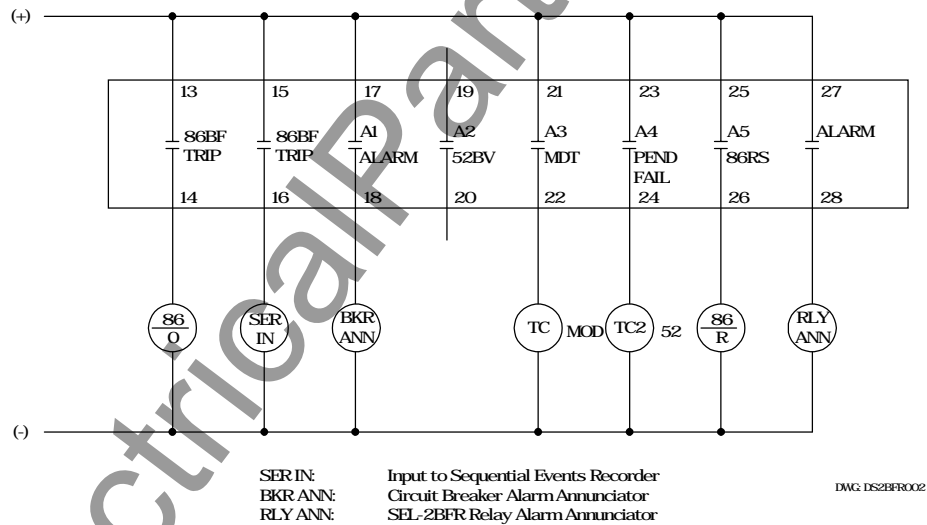 (+)
13 15 17 19 21 23 25 27
86BF TRIP
86BF TRIP
A1 ALARM
A2 52BV
A3 MDT
A4 PEND FAIL
A5 86RS
ALARM
14 16 18 20 22 24 26 28
86 O
SER IN
BKR ANN
TC MOD
TC2 52
86 R
RLY ANN
(-)
SER IN: Input to Sequential Events Recorder
BKR ANN: Circuit Breaker Alarm Annunciator
RLY ANN: SEL-2BFR Relay Alarm Annunciator
DWG: DS2BFR002
ctricalPart